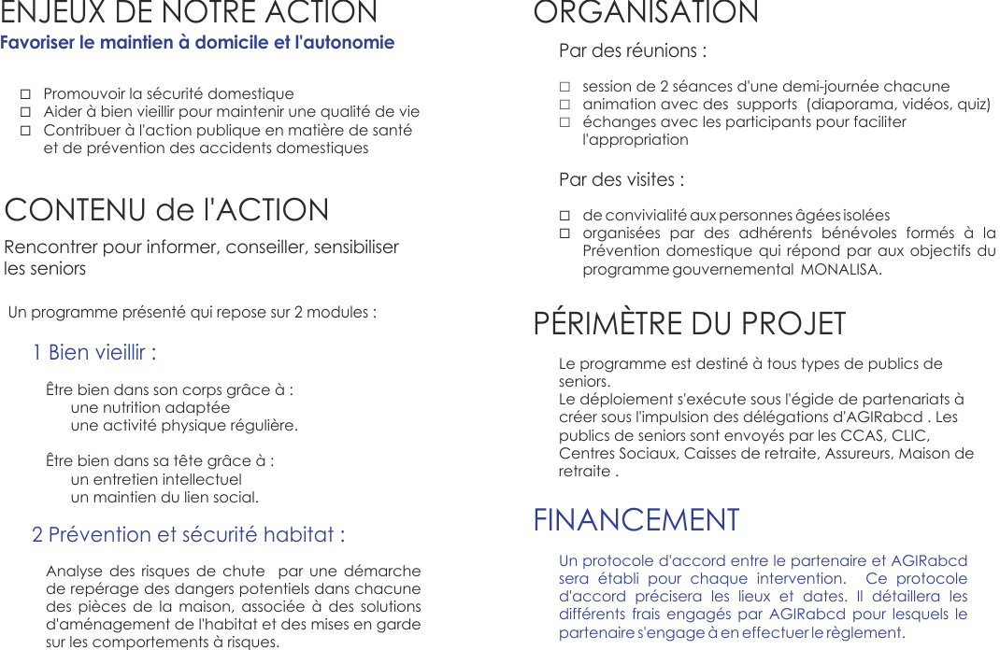 ENJEUX DE NOTRE ACTION
Favoriser le maintien à domicile et l'autonomie
Promouvoir la sécurité domestique
Aider à bien vieillir pour maintenir une qualité de vie
Contribuer à l'action publique en matière de santé
et de prévention des accidents domestiques
CONTENU de l'ACTION
Rencontrer pour informer, conseiller, sensibiliser
les seniors
Un programme présenté qui repose sur 2 modules :
1 Bien vieillir :
Être bien dans son corps grâce à :
une nutrition adaptée
une activité physique régulière.
Être bien dans sa tête grâce à :
un entretien intellectuel
un maintien du lien social.
2 Prévention et sécurité habitat :
Analyse des risques de chute par une démarche
de repérage des dangers potentiels dans chacune
des pièces de la maison, associée à des solutions
d'aménagement de l'habitat et des mises en garde
sur les comportements à risques.
ORGANISATION
Par des réunions :
session de 2 séances d'une demi-journée chacune
animation avec des supports (diaporama, vidéos, quiz)
échanges avec les participants pour faciliter
l'appropriation
Par des visites :
de convivialité aux personnes âgées isolées
organisées par des adhérents bénévoles formés à la
Prévention domestique qui répond par aux objectifs du
programme gouvernemental MONALISA.
PÉRIMÈTRE DU PROJET
Le programme est destiné à tous types de publics de
seniors.
Le déploiement s'exécute sous l'égide de partenariats à
créer sous l'impulsion des délégations d'AGIRabcd . Les
publics de seniors sont envoyés par les CCAS, CLIC,
Centres Sociaux, Caisses de retraite, Assureurs, Maison de
retraite .
FINANCEMENT
Un protocole d'accord entre le partenaire et AGIRabcd
sera établi pour chaque intervention. Ce protocole
d'accord précisera les lieux et dates. Il détaillera les
différents frais engagés par AGIRabcd pour lesquels le
partenaire s'engage à en effectuer le règlement.